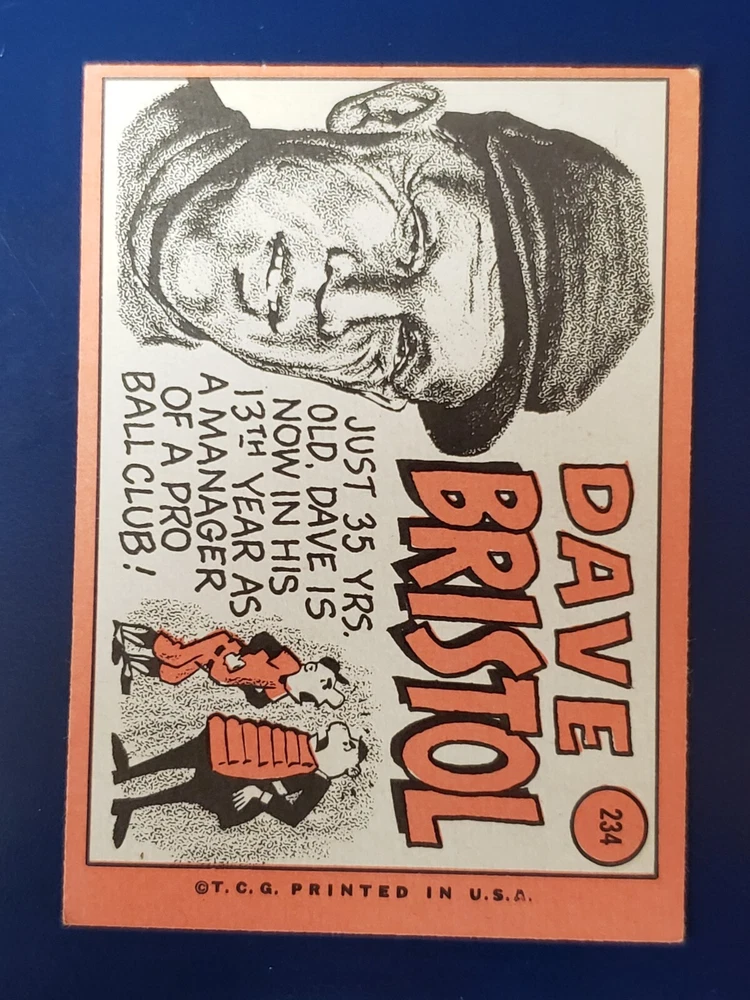 DAVE
BRISTOL
234
JUST 35 YRS.
OLD, DAVE IS
NOW IN HIS
13TH YEAR AS
A MANAGER
OF A PRO
BALL CLUB!
©T.C.G. PRINTED IN U.S.A.